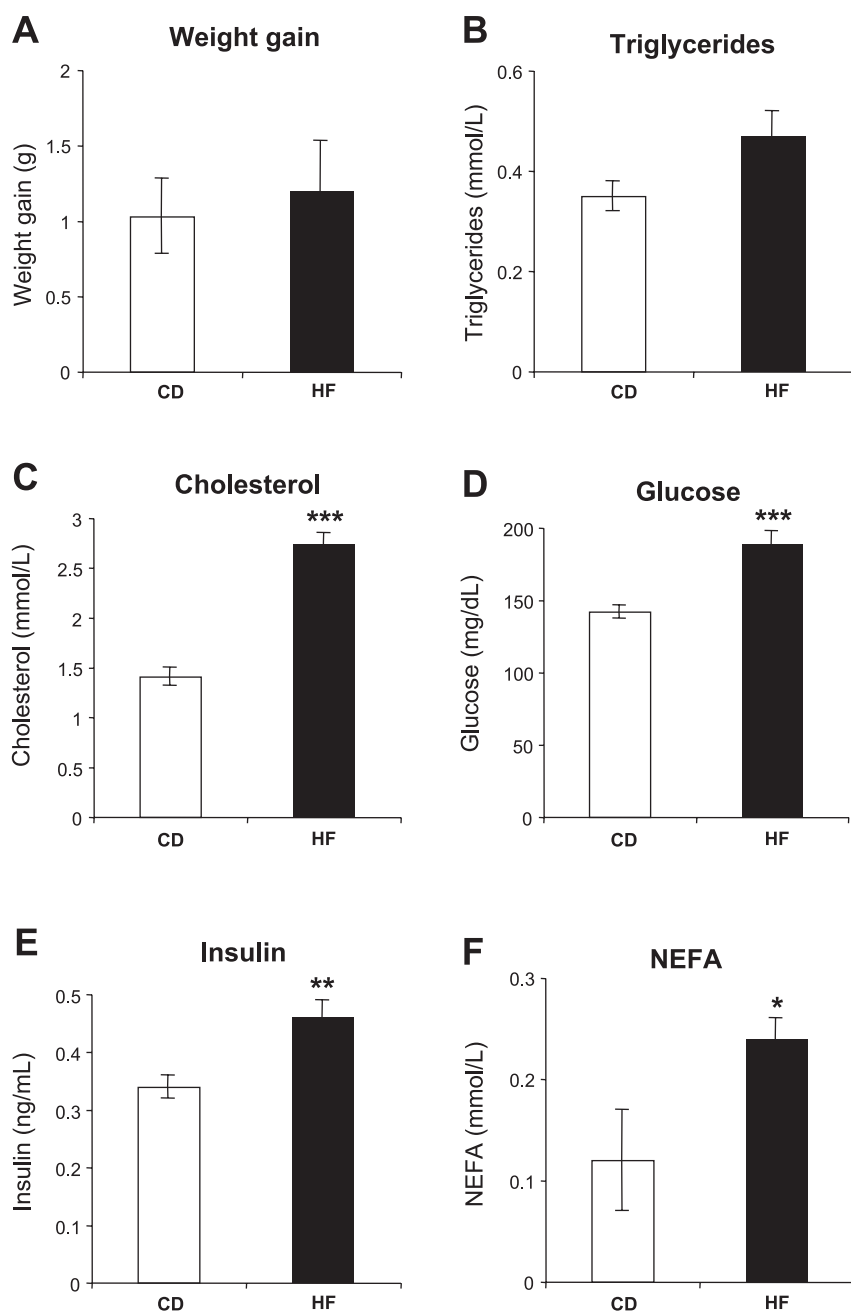 A
Weight gain
Weight gain (g)
2
1.5
1
0.5
0
CD
HF
B
Triglycerides
Triglycerides (mmol/L)
0.6
0.4
0.2
0
CD
HF
C
Cholesterol
Cholesterol (mmol/L)
3
2.5
2
1.5
1
0.5
0
***
CD
HF
D
Glucose
Glucose (mg/dL)
200
150
100
50
0
***
CD
HF
E
Insulin
Insulin (ng/mL)
0.5
0.4
0.3
0.2
0.1
0
**
CD
HF
F
NEFA
NEFA (mmol/L)
0.3
0.2
0.1
0
*
CD
HF